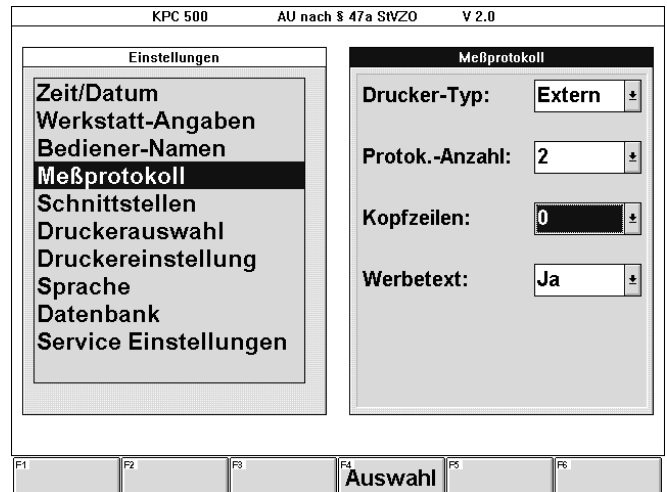 KPC 500 AU nach § 47a StVZO V 2.0
Einstellungen
Zeit/Datum
Werkstatt-Angaben
Bediener-Namen
Meßprotokoll
Schnittstellen
Druckerauswahl
Druckereinstellung
Sprache
Datenbank
Service Einstellungen
Meßprotokoll
Drucker-Typ: Extern
Protok.-Anzahl: 2
Kopfzeilen: 0
Werbetext: Ja
F1 F2 F3 F4 Auswahl F5 F6